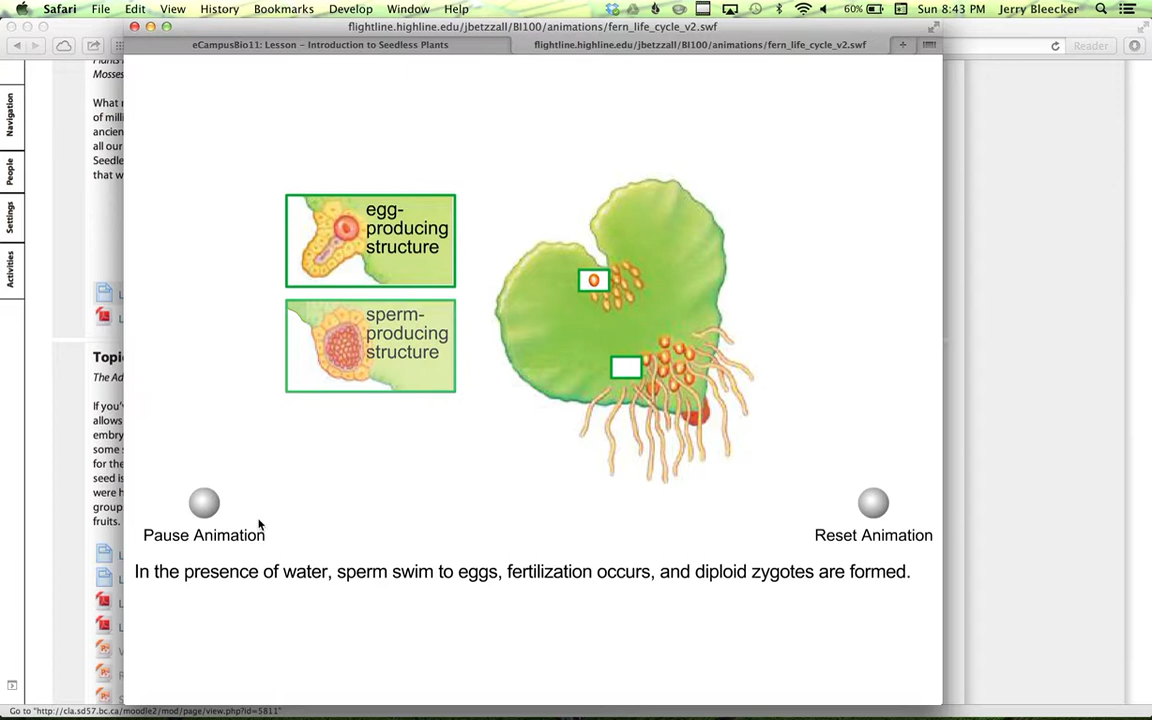 Safari File Edit View History Bookmarks Develop Window Help 60% Sun 8:43 PM Jerry Bleecker
flightline.highline.edu/jbetzzall/BI100/animations/fern_life_cycle_v2.swf
eCampusBio11: Lesson – Introduction to Seedless Plants
flightline.highline.edu/jbetzzall/BI100/animations/fern_life_cycle_v2.swf
Reader
Navigation
People
Settings
Activities
Mosses
What
of mill
ancien
all our
Seedle
that w
Topi
The Ad
If you'
allows
embry
some s
for the
seed is
were h
group
fruits.
egg-
producing
structure
sperm-
producing
structure
Pause Animation
Reset Animation
In the presence of water, sperm swim to eggs, fertilization occurs, and diploid zygotes are formed.
Go to "http://cla.sd57.bc.ca/moodle2/mod/page/view.php?id=5811"